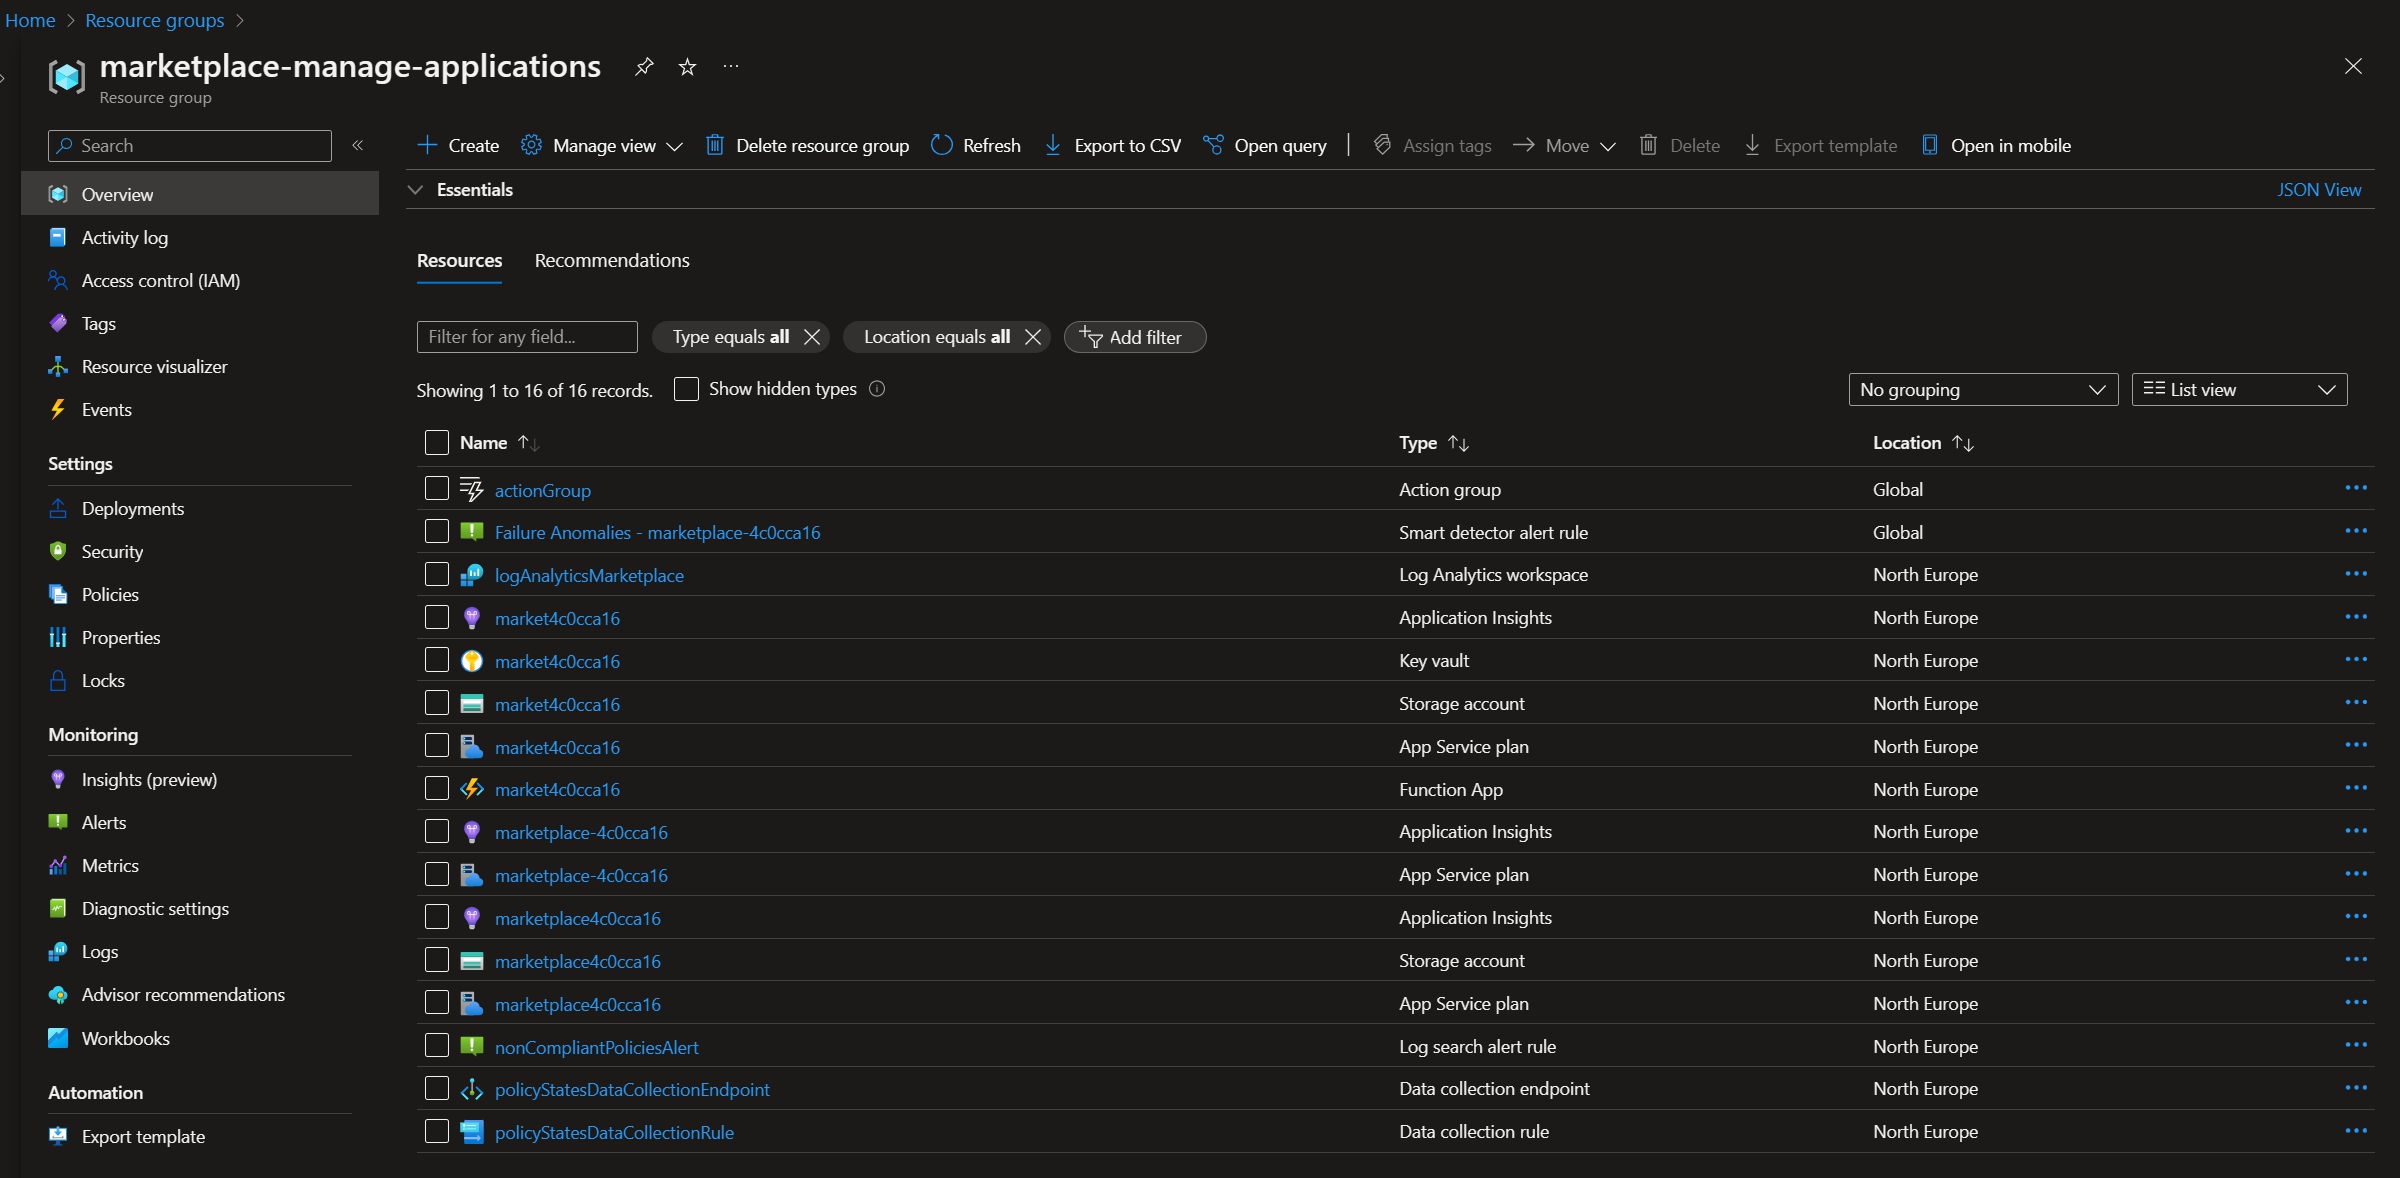 Home > Resource groups >
marketplace-manage-applications
Resource group
Search
Overview
Activity log
Access control (IAM)
Tags
Resource visualizer
Events
Settings
Deployments
Security
Policies
Properties
Locks
Monitoring
Insights (preview)
Alerts
Metrics
Diagnostic settings
Logs
Advisor recommendations
Workbooks
Automation
Export template
Create Manage view Delete resource group Refresh Export to CSV Open query Assign tags Move Delete Export template Open in mobile
Essentials JSON View
Resources Recommendations
Filter for any field... Type equals all Location equals all Add filter
Showing 1 to 16 of 16 records. Show hidden types No grouping List view
Name Type Location
actionGroup Action group Global
Failure Anomalies - marketplace-4c0cca16 Smart detector alert rule Global
logAnalyticsMarketplace Log Analytics workspace North Europe
market4c0cca16 Application Insights North Europe
market4c0cca16 Key vault North Europe
market4c0cca16 Storage account North Europe
market4c0cca16 App Service plan North Europe
market4c0cca16 Function App North Europe
marketplace-4c0cca16 Application Insights North Europe
marketplace-4c0cca16 App Service plan North Europe
marketplace4c0cca16 Application Insights North Europe
marketplace4c0cca16 Storage account North Europe
marketplace4c0cca16 App Service plan North Europe
nonCompliantPoliciesAlert Log search alert rule North Europe
policyStatesDataCollectionEndpoint Data collection endpoint North Europe
policyStatesDataCollectionRule Data collection rule North Europe